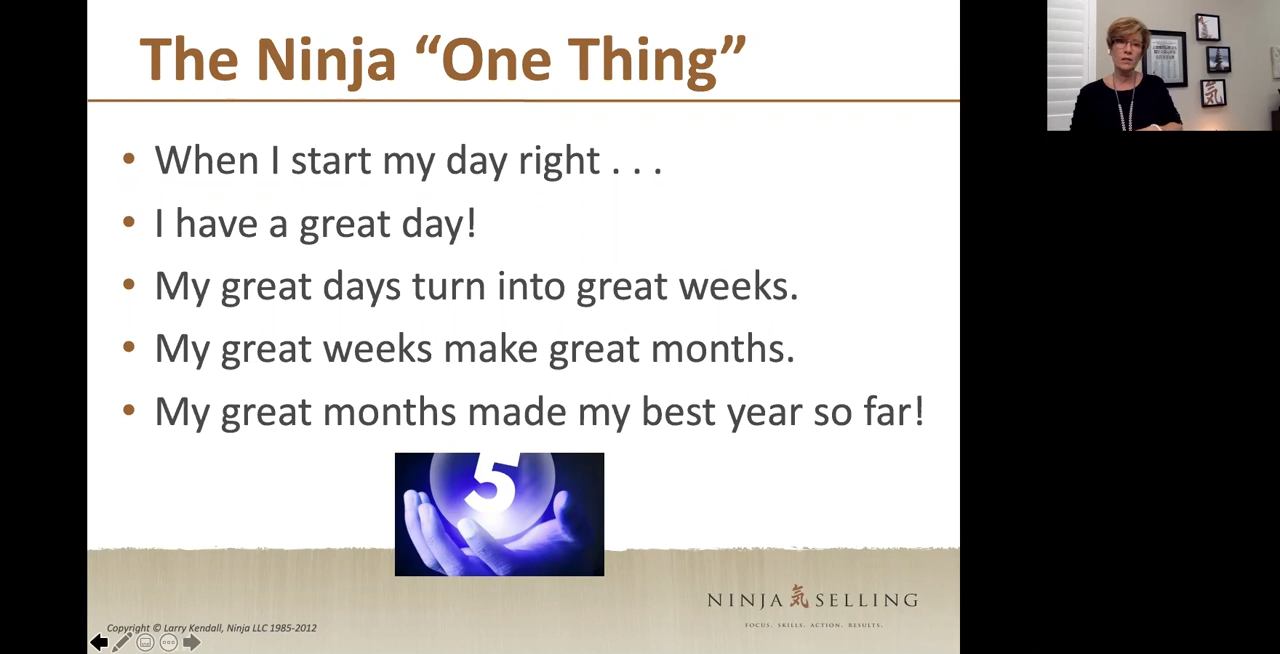 The Ninja “One Thing”
• When I start my day right . . .
• I have a great day!
• My great days turn into great weeks.
• My great weeks make great months.
• My great months made my best year so far!
5
NINJA 気 SELLING
FOCUS. SKILLS. ACTION. RESULTS.
Copyright © Larry Kendall, Ninja LLC 1985-2012